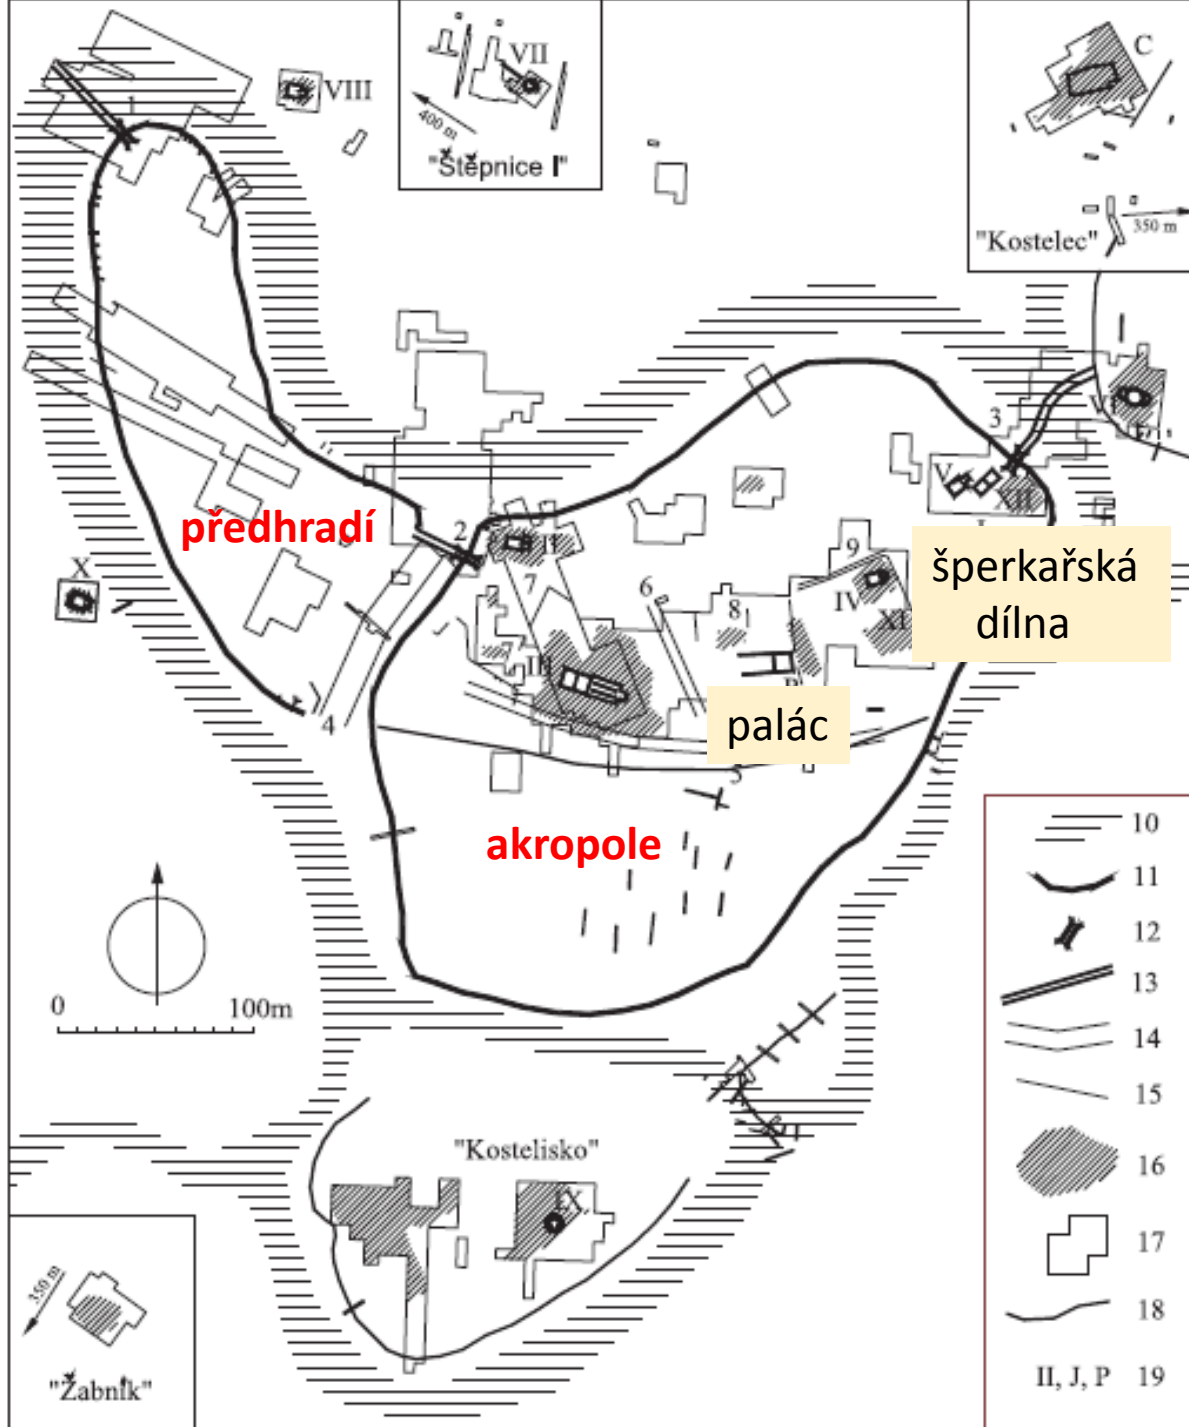 1
VIII
VII
400 m
"Štěpnice I"
C
350 m
"Kostelec"
3
VI
V
XII
předhradí
2
II
X
7
6
9
8
IV
XI
šperkařská
dílna
III
palác
4
5
akropole
0
100m
"Kostelisko"
IX
350 m
"Žabník"
10
11
12
13
14
15
16
17
18
II, J, P 19